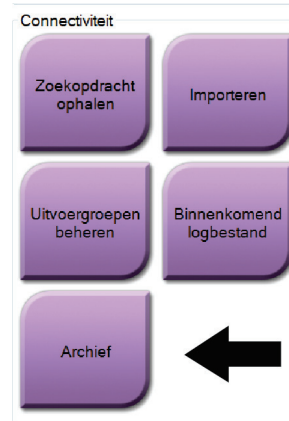 Connectiviteit
Zoekopdracht
ophalen
Importeren
Uitvoergroepen
beheren
Binnenkomend
logbestand
Archief